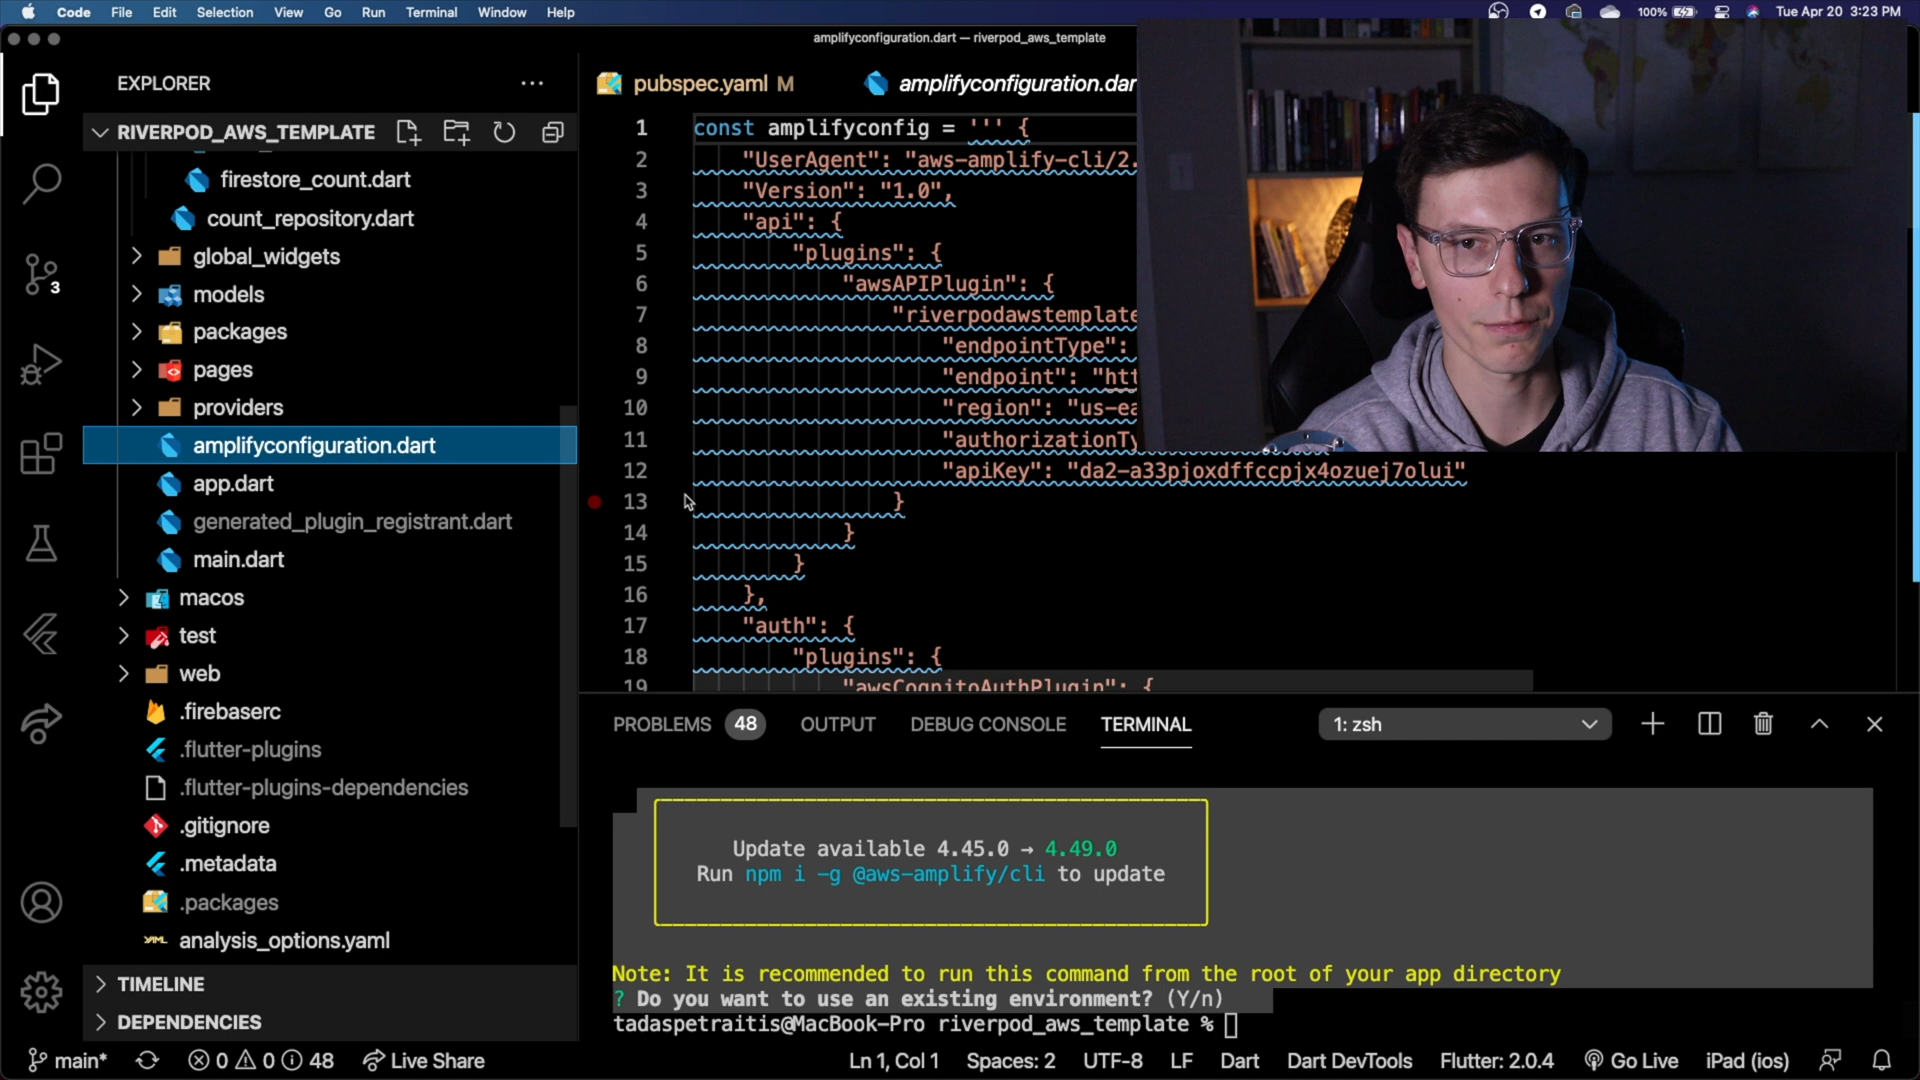 Code File Edit Selection View Go Run Terminal Window Help
100% Tue Apr 20 3:23 PM
amplifyconfiguration.dart — riverpod_aws_template
EXPLORER
RIVERPOD_AWS_TEMPLATE
firestore_count.dart
count_repository.dart
global_widgets
models
packages
pages
providers
amplifyconfiguration.dart
app.dart
generated_plugin_registrant.dart
main.dart
macos
test
web
.firebaserc
.flutter-plugins
.flutter-plugins-dependencies
.gitignore
.metadata
.packages
analysis_options.yaml
TIMELINE
DEPENDENCIES
3
pubspec.yaml M
amplifyconfiguration.dar
1 const amplifyconfig = ''' {
2 "UserAgent": "aws-amplify-cli/2.
3 "Version": "1.0",
4 "api": {
5 "plugins": {
6 "awsAPIPlugin": {
7 "riverpodawstemplate
8 "endpointType":
9 "endpoint": "htt
10 "region": "us-ea
11 "authorizationTy
12 "apiKey": "da2-a33pjoxdffccpjx4ozuej7olui"
13 }
14 }
15 }
16 },
17 "auth": {
18 "plugins": {
19 "awsCognitoAuthPlugin": {
PROBLEMS 48 OUTPUT DEBUG CONSOLE TERMINAL 1: zsh
Update available 4.45.0 → 4.49.0
Run npm i -g @aws-amplify/cli to update
Note: It is recommended to run this command from the root of your app directory
? Do you want to use an existing environment? (Y/n)
tadaspetraitis@MacBook-Pro riverpod_aws_template %
main* 0 0 48 Live Share Ln 1, Col 1 Spaces: 2 UTF-8 LF Dart Dart DevTools Flutter: 2.0.4 Go Live iPad (ios)